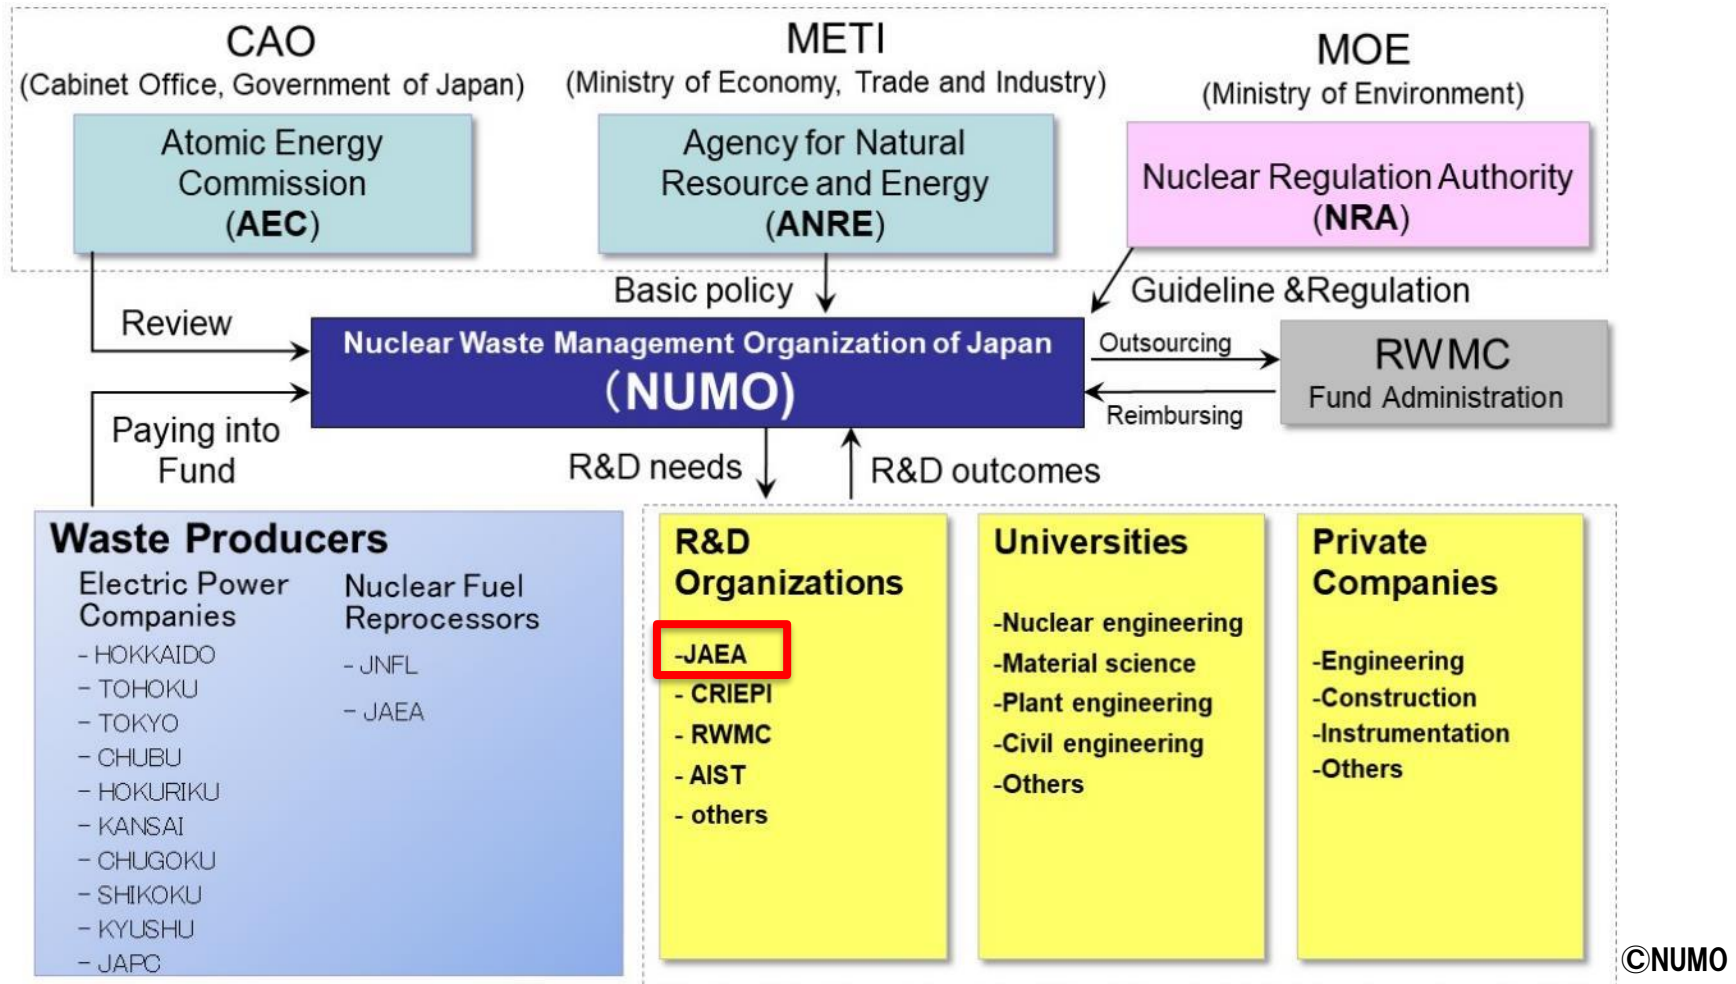 CAO
(Cabinet Office, Government of Japan)
Atomic Energy
Commission
(AEC)
METI
(Ministry of Economy, Trade and Industry)
Agency for Natural
Resource and Energy
(ANRE)
MOE
(Ministry of Environment)
Nuclear Regulation Authority
(NRA)
Review
Basic policy
Guideline &Regulation
Nuclear Waste Management Organization of Japan
(NUMO)
Outsourcing
Reimbursing
RWMC
Fund Administration
Paying into
Fund
R&D needs
R&D outcomes
Waste Producers
Electric Power
Companies
- HOKKAIDO
- TOHOKU
- TOKYO
- CHUBU
- HOKURIKU
- KANSAI
- CHUGOKU
- SHIKOKU
- KYUSHU
- JAPC
Nuclear Fuel
Reprocessors
- JNFL
- JAEA
R&D
Organizations
-JAEA
- CRIEPI
- RWMC
- AIST
- others
Universities
-Nuclear engineering
-Material science
-Plant engineering
-Civil engineering
-Others
Private
Companies
-Engineering
-Construction
-Instrumentation
-Others
©NUMO